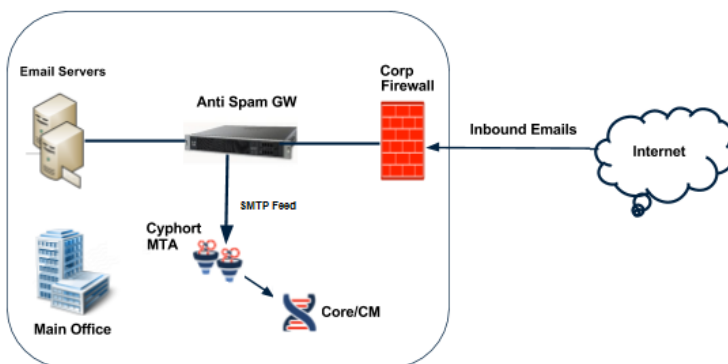 Email Servers
Anti Spam GW
Corp
Firewall
Inbound Emails
Internet
SMTP Feed
Cyphort
MTA
Core/CM
Main Office